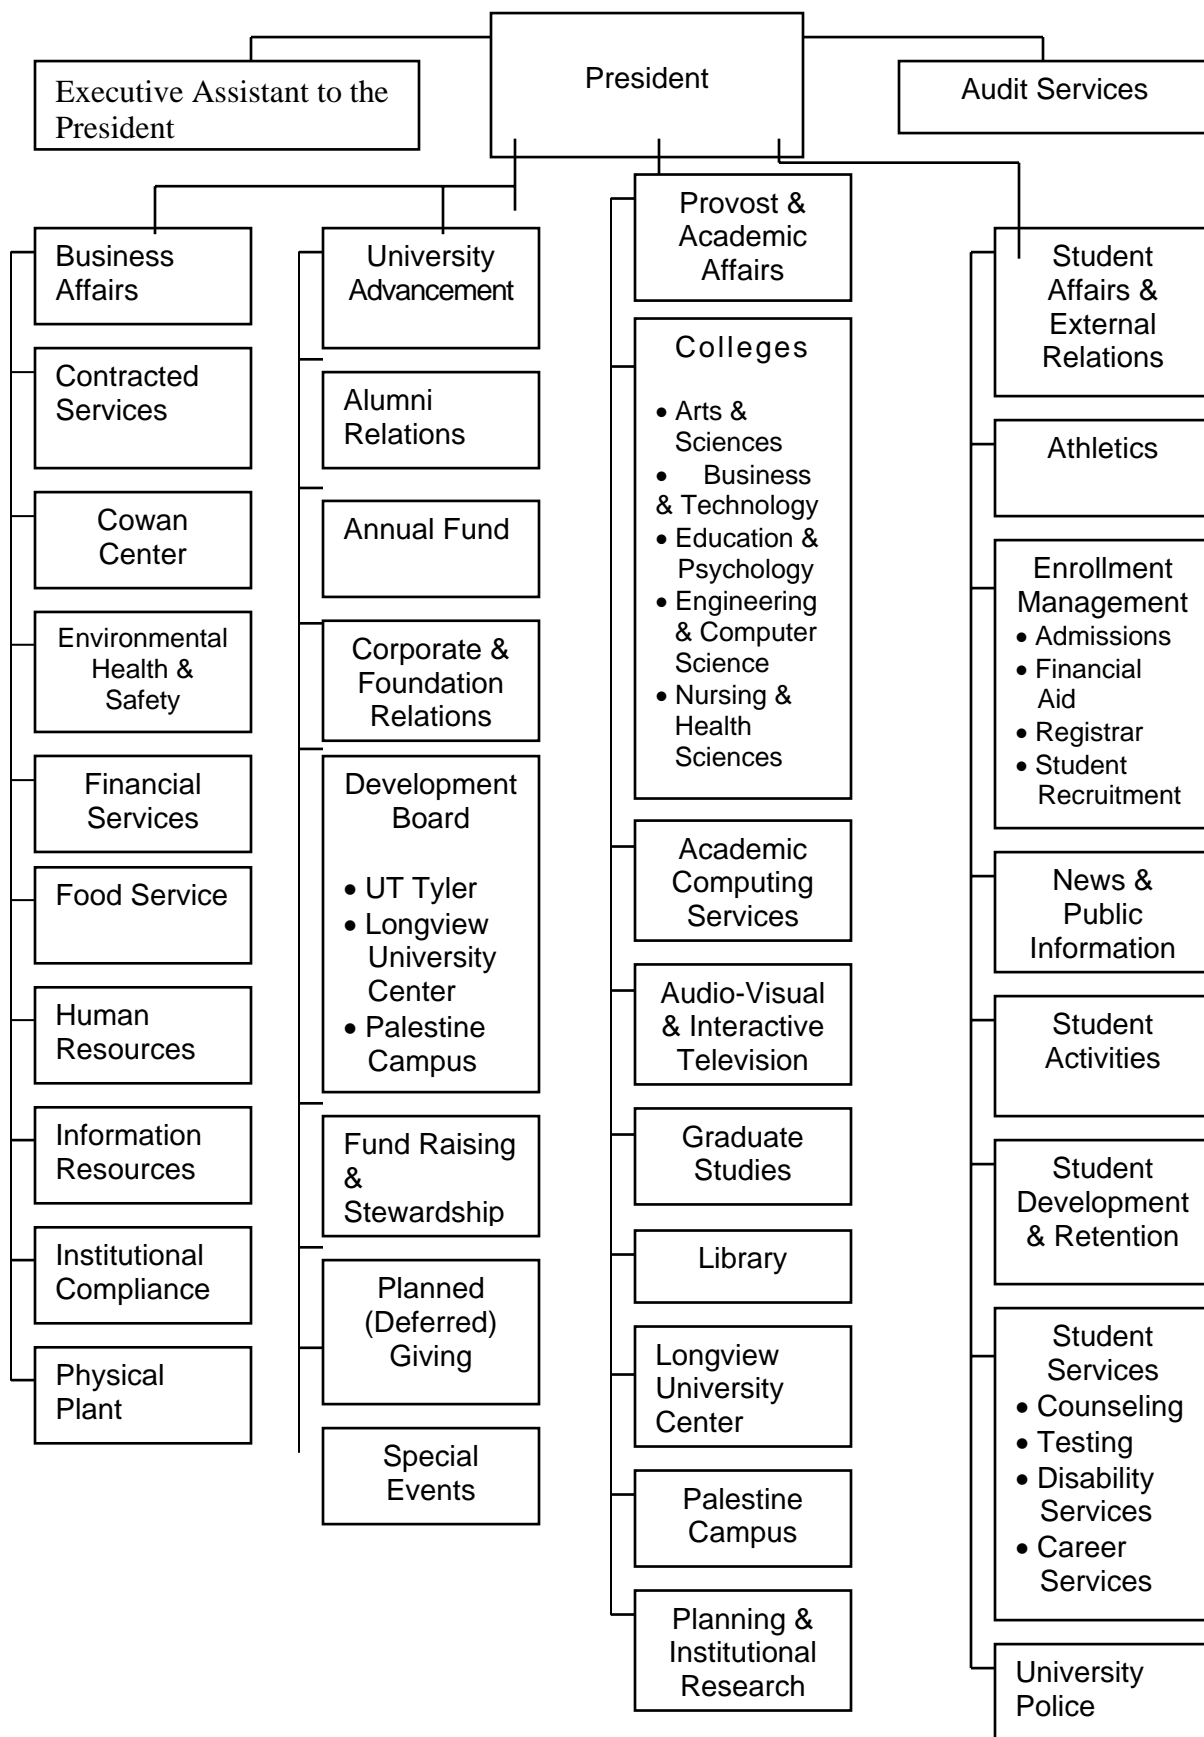 President
Executive Assistant to the
President
Audit Services
Business
Affairs
Contracted
Services
Cowan
Center
Environmental
Health &
Safety
Financial
Services
Food Service
Human
Resources
Information
Resources
Institutional
Compliance
Physical
Plant
University
Advancement
Alumni
Relations
Annual Fund
Corporate &
Foundation
Relations
Development
Board
• UT Tyler
• Longview
University
Center
• Palestine
Campus
Fund Raising
&
Stewardship
Planned
(Deferred)
Giving
Special
Events
Provost &
Academic
Affairs
Colleges
• Arts &
Sciences
• Business
& Technology
• Education &
Psychology
• Engineering
& Computer
Science
• Nursing &
Health
Sciences
Academic
Computing
Services
Audio-Visual
& Interactive
Television
Graduate
Studies
Library
Longview
University
Center
Palestine
Campus
Planning &
Institutional
Research
Student
Affairs &
External
Relations
Athletics
Enrollment
Management
• Admissions
• Financial
Aid
• Registrar
• Student
Recruitment
News &
Public
Information
Student
Activities
Student
Development
& Retention
Student
Services
• Counseling
• Testing
• Disability
Services
• Career
Services
University
Police